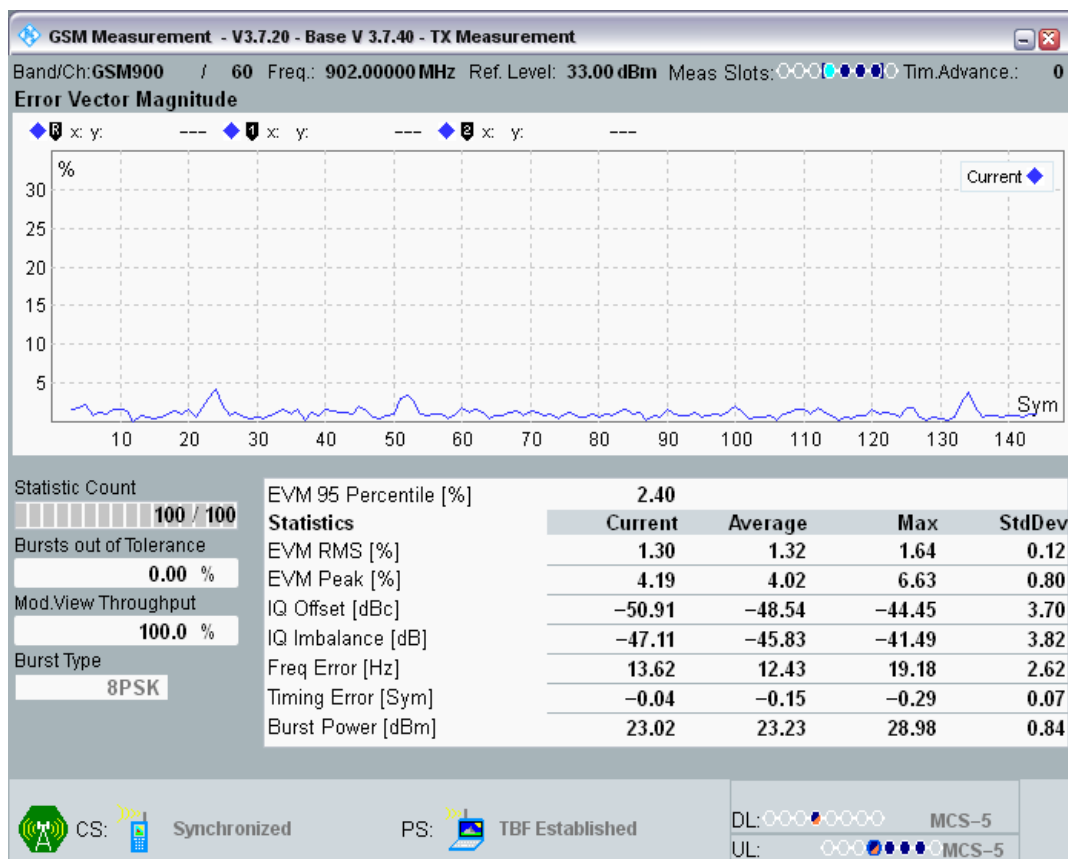 GSM Measurement - V3.7.20 - Base V 3.7.40 - TX Measurement
Band/Ch:GSM900 / 60 Freq.: 902.00000 MHz Ref. Level: 33.00 dBm Meas Slots: Tim.Advance.: 0
Error Vector Magnitude
R x: y: --- 1 x: y: --- 2 x: y: ---
%
Current
30
25
20
15
10
5
Sym
10 20 30 40 50 60 70 80 90 100 110 120 130 140
Statistic Count
100 / 100
Bursts out of Tolerance
0.00 %
Mod.View Throughput
100.0 %
Burst Type
8PSK
EVM 95 Percentile [%] 2.40
Statistics Current Average Max StdDev
EVM RMS [%] 1.30 1.32 1.64 0.12
EVM Peak [%] 4.19 4.02 6.63 0.80
IQ Offset [dBc] −50.91 −48.54 −44.45 3.70
IQ Imbalance [dB] −47.11 −45.83 −41.49 3.82
Freq Error [Hz] 13.62 12.43 19.18 2.62
Timing Error [Sym] −0.04 −0.15 −0.29 0.07
Burst Power [dBm] 23.02 23.23 28.98 0.84
CS: Synchronized PS: TBF Established
DL: MCS−5
UL: MCS−5